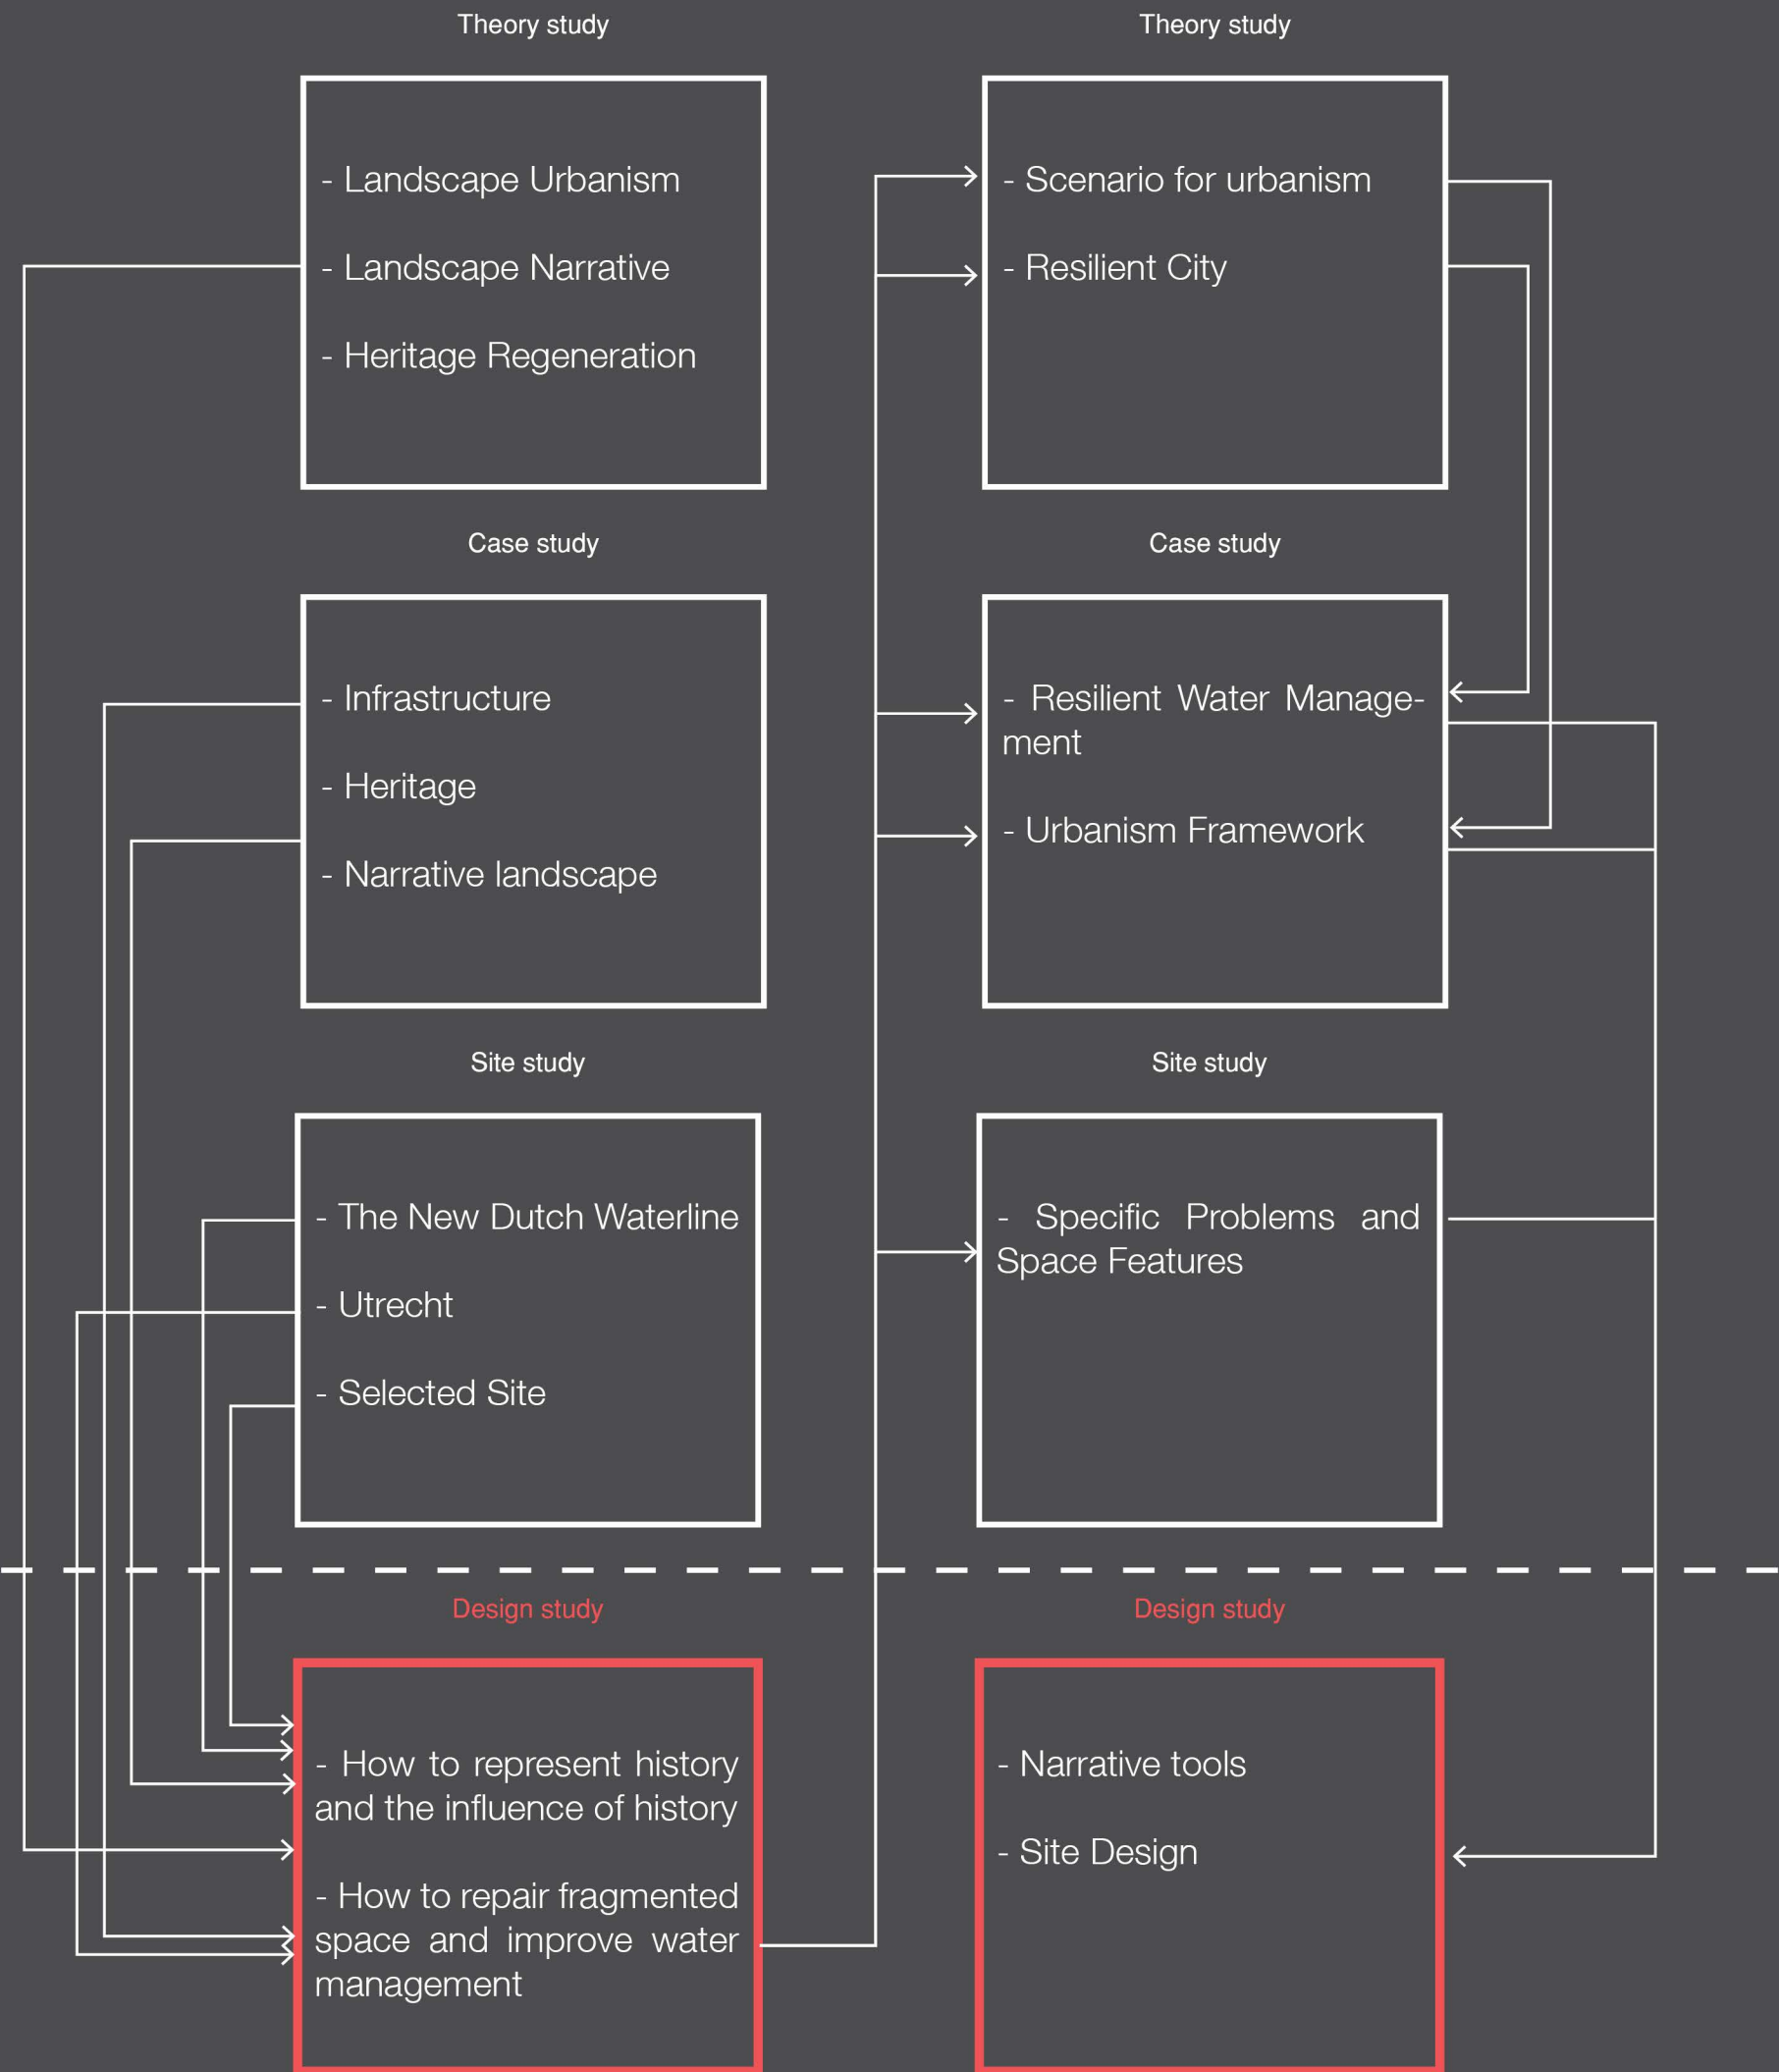 Theory study
- Landscape Urbanism
- Landscape Narrative
- Heritage Regeneration
Case study
- Infrastructure
- Heritage
- Narrative landscape
Site study
- The New Dutch Waterline
- Utrecht
- Selected Site
Design study
- How to represent history
and the influence of history
- How to repair fragmented
space and improve water
management
Theory study
- Scenario for urbanism
- Resilient City
Case study
- Resilient Water Manage-
ment
- Urbanism Framework
Site study
- Specific Problems and
Space Features
Design study
- Narrative tools
- Site Design